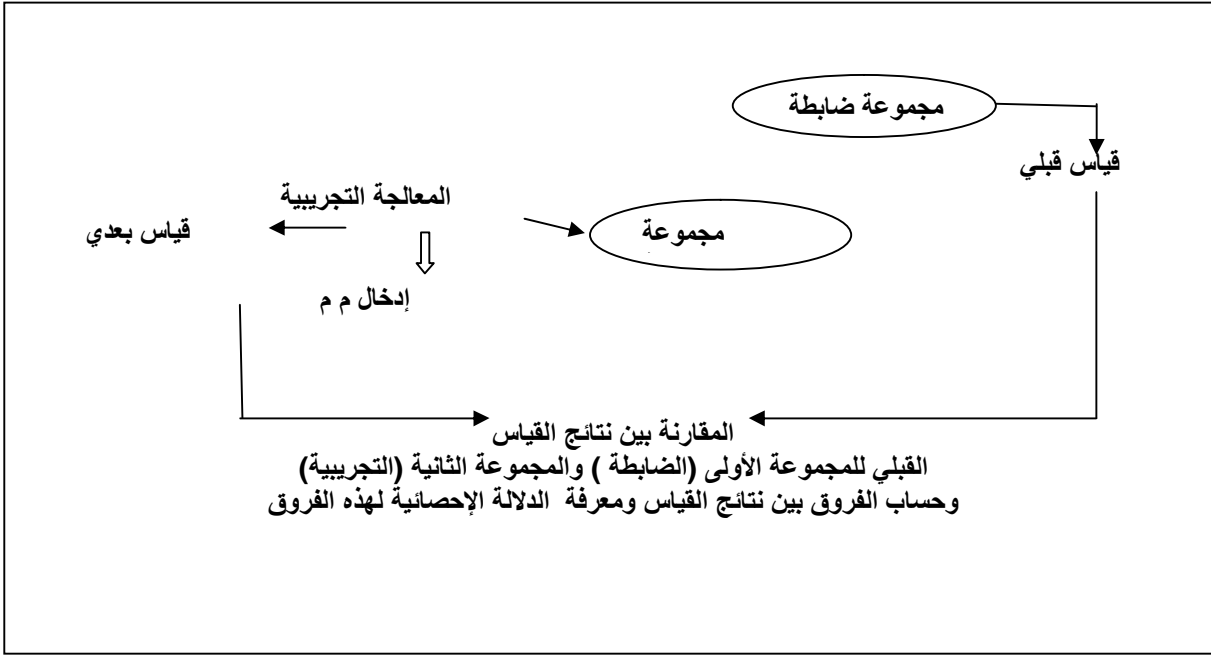 مجموعة ضابطة
قياس قبلي
المعالجة التجريبية
مجموعة
قياس بعدي
إدخال م م
المقارنة بين نتائج القياس
القبلي للمجموعة الأولى (الضابطة ) والمجموعة الثانية (التجريبية)
وحساب الفروق بين نتائج القياس ومعرفة الدلالة الإحصائية لهذه الفروق